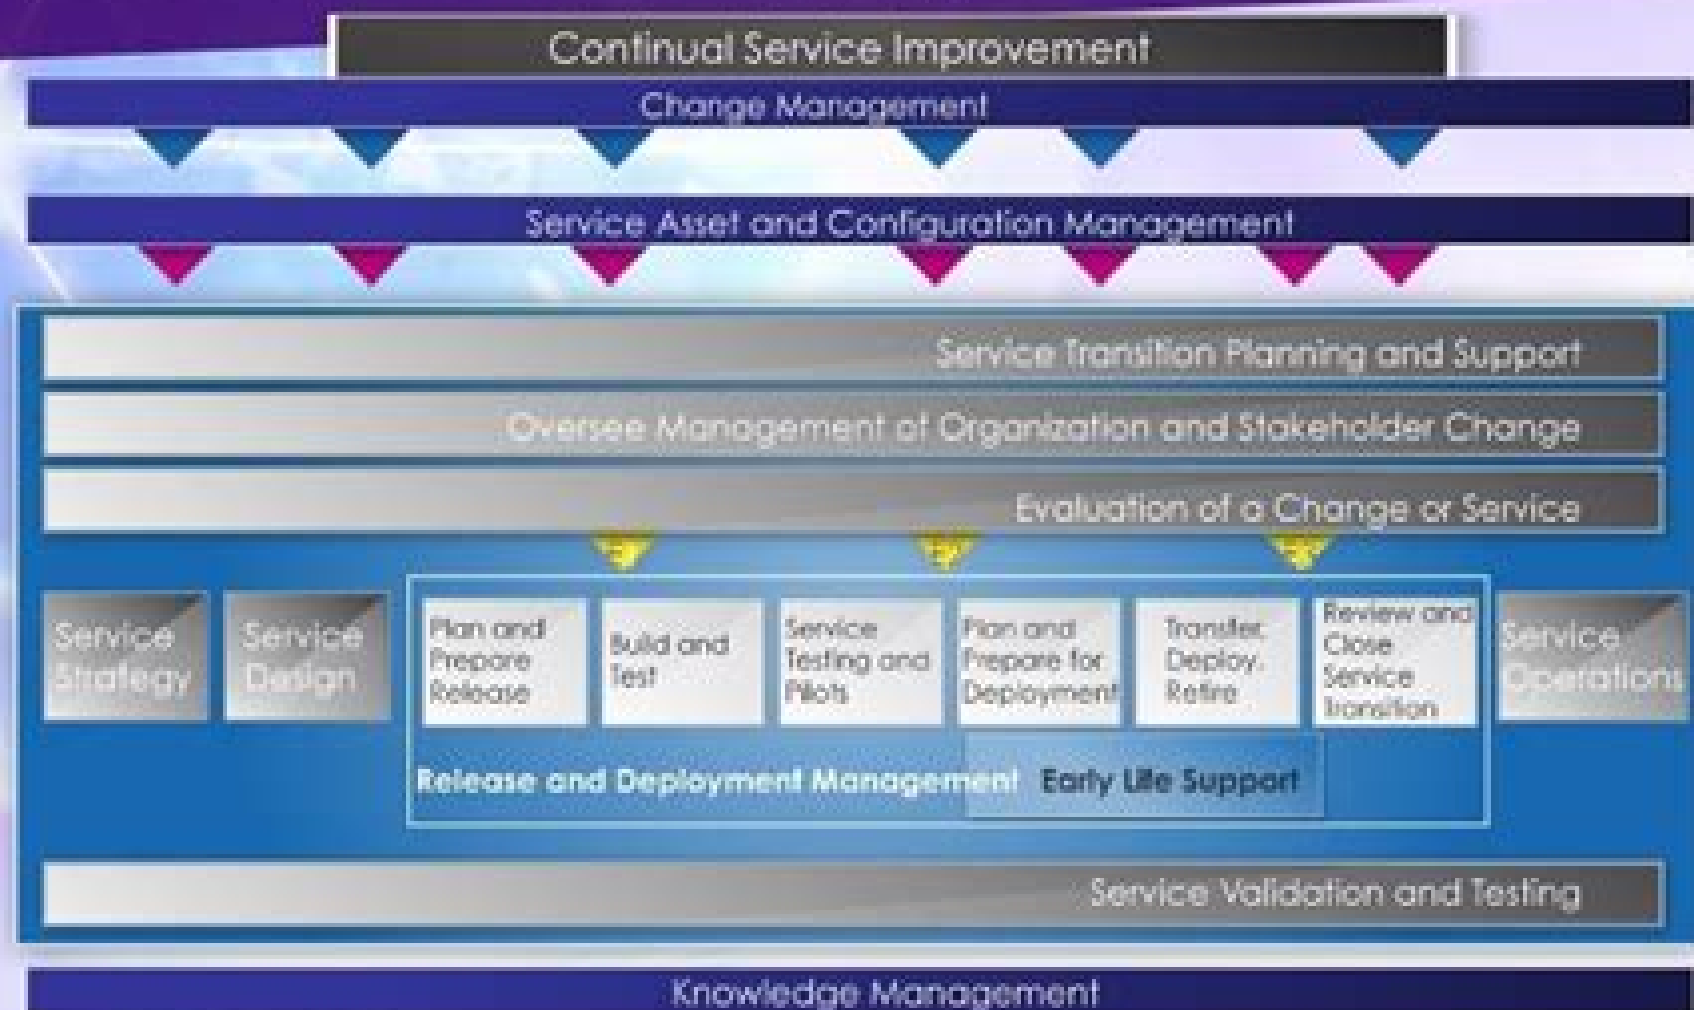 Continual Service Improvement
Change Management
Service Asset and Configuration Management
Service Transition Planning and Support
Oversee Management of Organization and Stakeholder Change
Evaluation of a Change or Service
Service
Strategy
Service
Design
Plan and
Prepare
Release
Build and
Test
Service
Testing and
Pilots
Plan and
Prepare for
Deployment
Transfer,
Deploy,
Retire
Review and
Close
Service
Transition
Service
Operations
Release and Deployment Management
Early Life Support
Service Validation and Testing
Knowledge Management